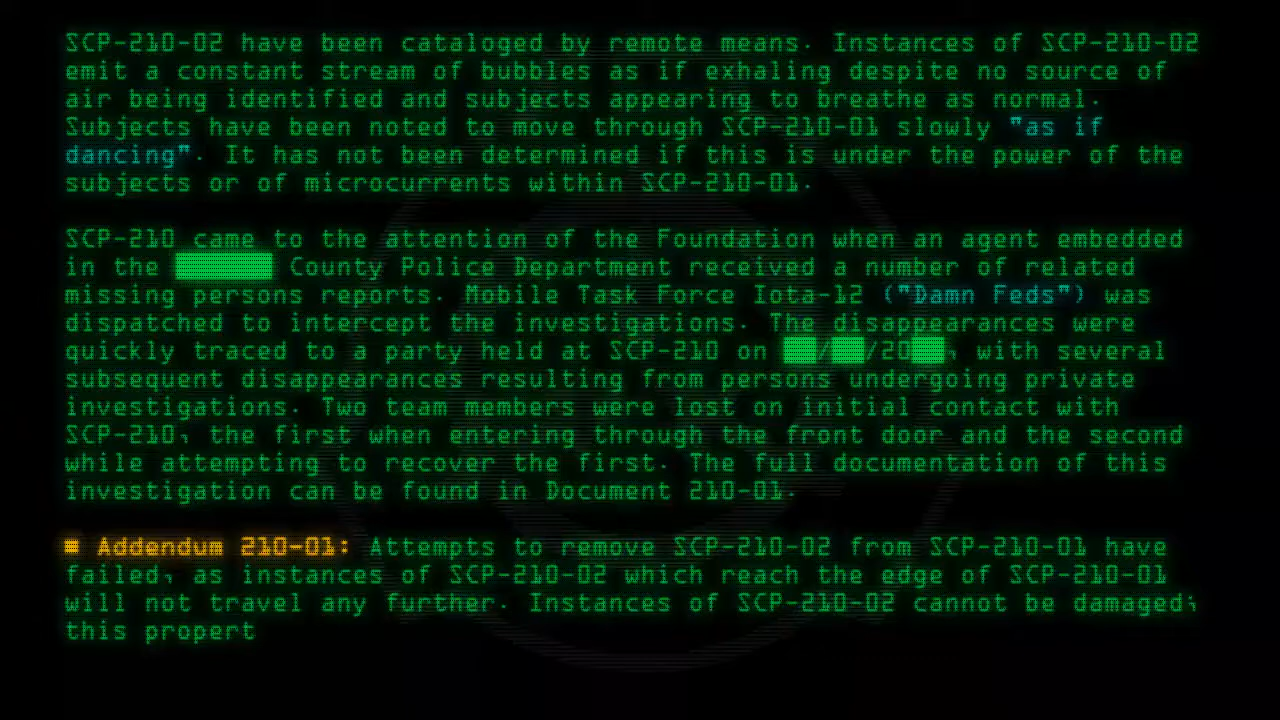 SCP-210-02 have been cataloged by remote means. Instances of SCP-210-02
emit a constant stream of bubbles as if exhaling despite no source of
air being identified and subjects appearing to breathe as normal.
Subjects have been noted to move through SCP-210-01 slowly "as if
dancing". It has not been determined if this is under the power of the
subjects or of microcurrents within SCP-210-01.
SCP-210 came to the attention of the Foundation when an agent embedded
in the ██████ County Police Department received a number of related
missing persons reports. Mobile Task Force Iota-12 ("Damn Feds") was
dispatched to intercept the investigations. The disappearances were
quickly traced to a party held at SCP-210 on ██/██/20██, with several
subsequent disappearances resulting from persons undergoing private
investigations. Two team members were lost on initial contact with
SCP-210, the first when entering through the front door and the second
while attempting to recover the first. The full documentation of this
investigation can be found in Document 210-01.
■ Addendum 210-01: Attempts to remove SCP-210-02 from SCP-210-01 have
failed, as instances of SCP-210-02 which reach the edge of SCP-210-01
will not travel any further. Instances of SCP-210-02 cannot be damaged;
this propert